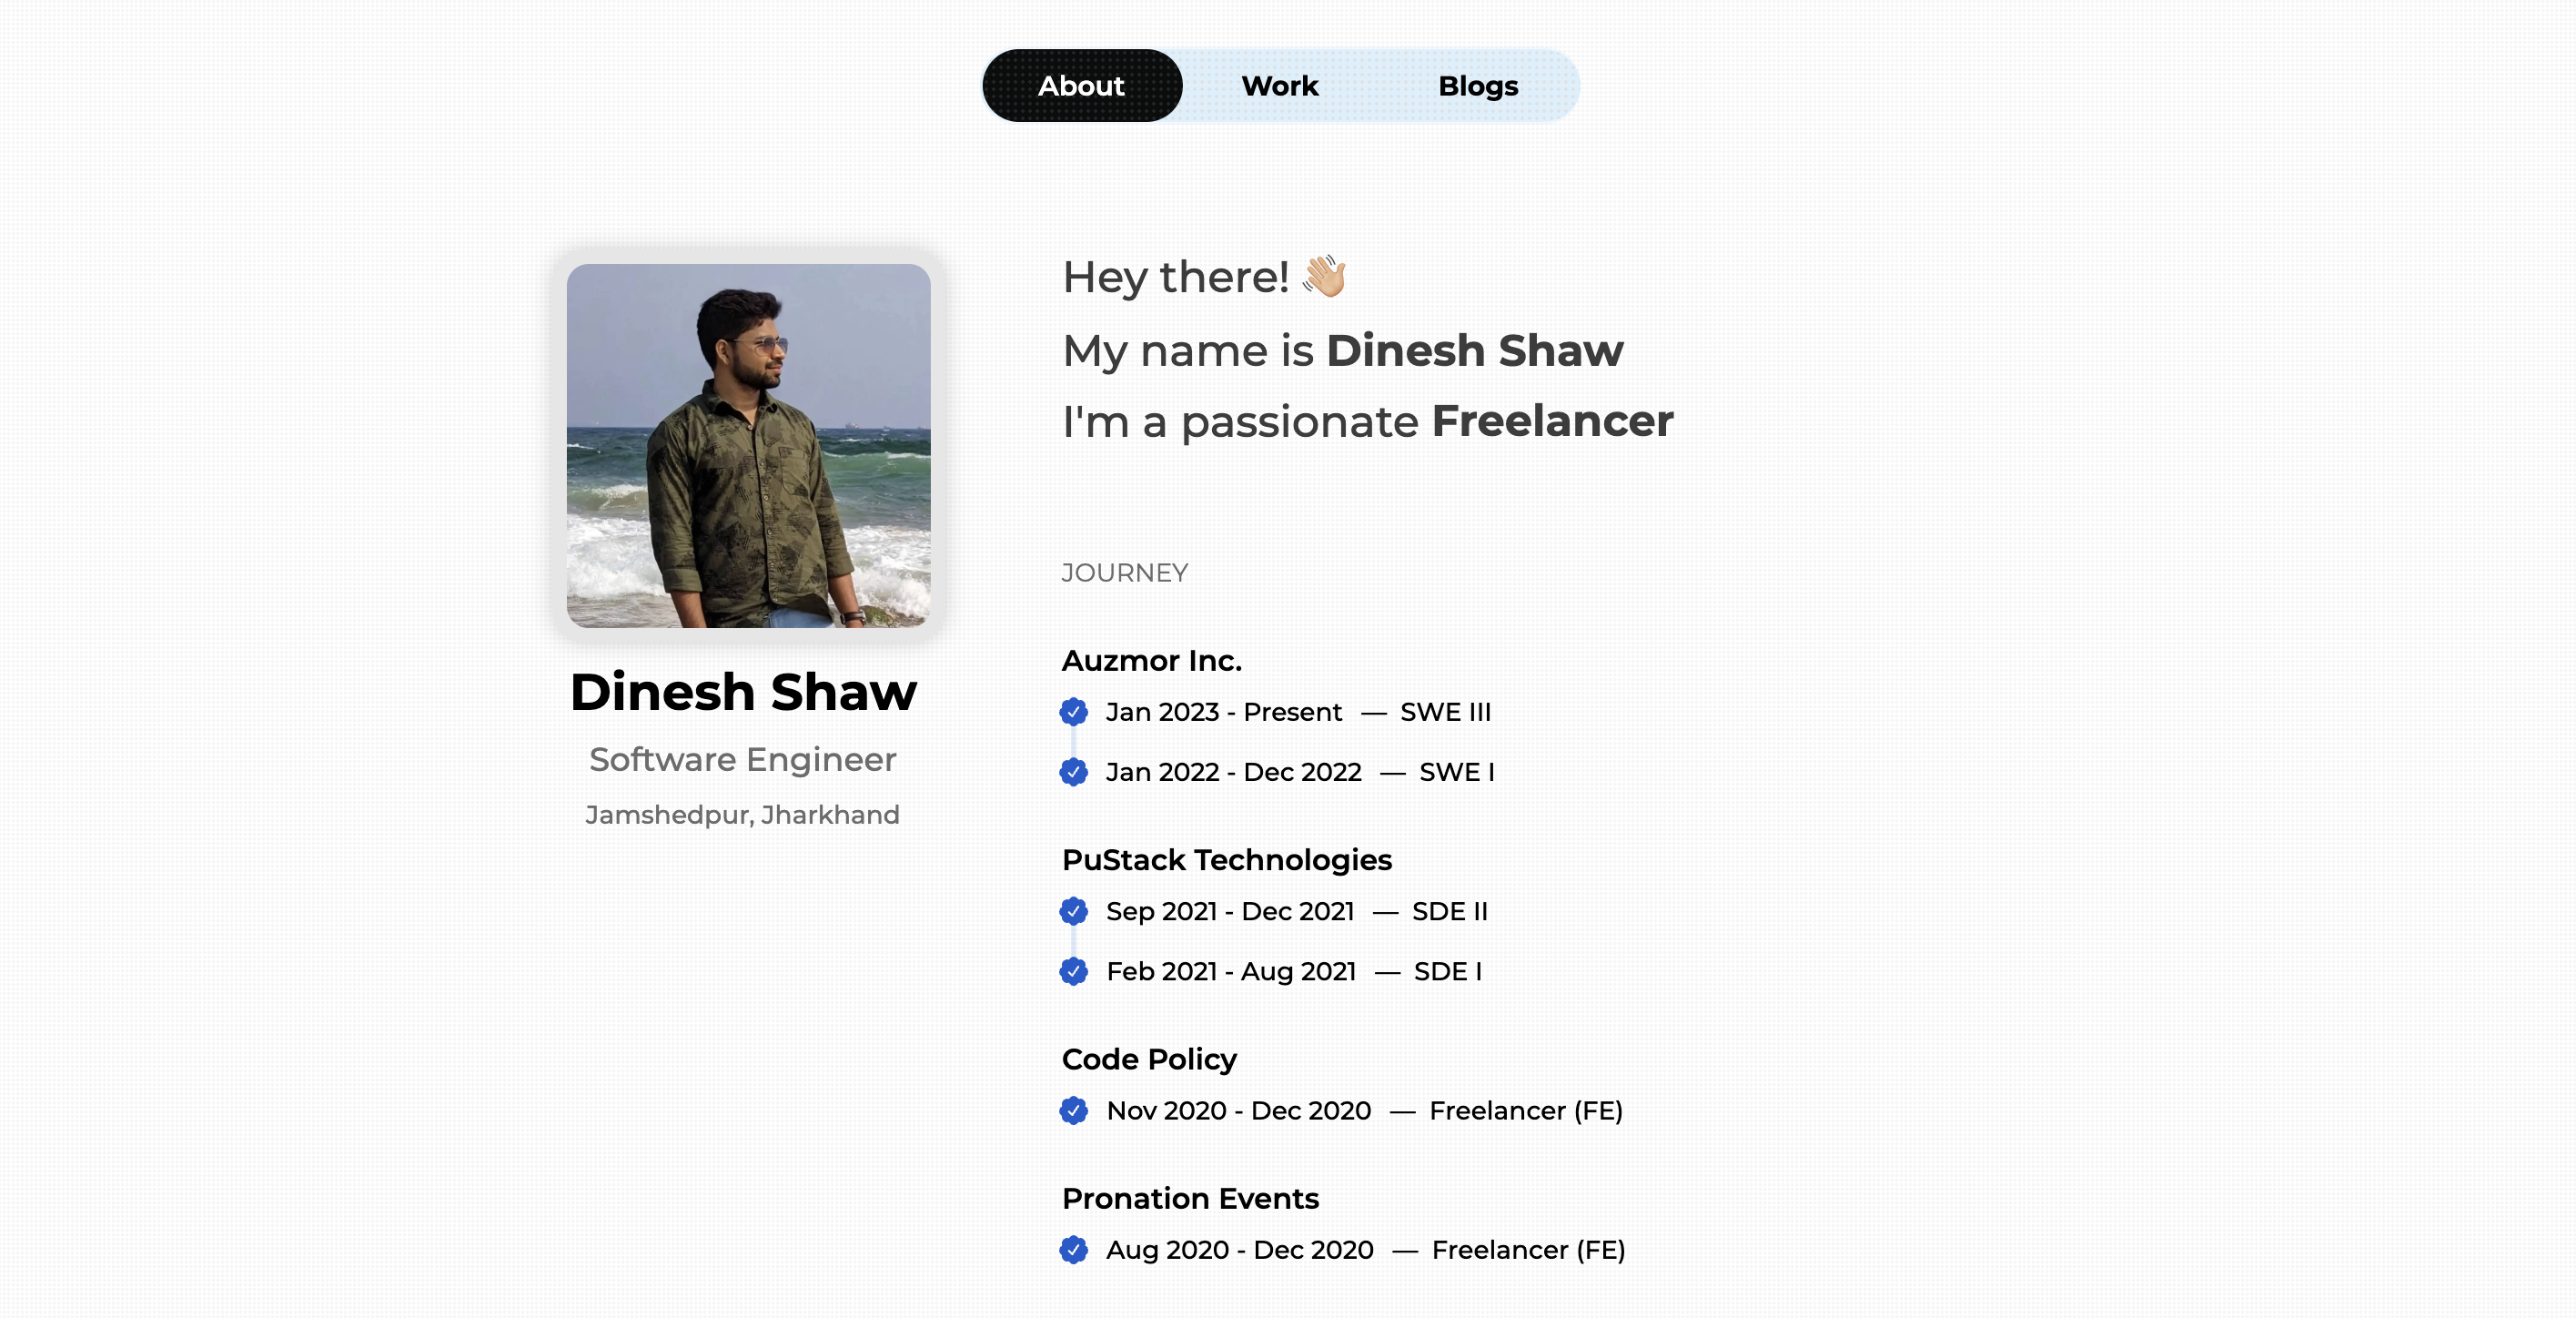 About Work Blogs
Hey there! 👋🏼
My name is Dinesh Shaw
I'm a passionate Freelancer
Dinesh Shaw
Software Engineer
Jamshedpur, Jharkhand
JOURNEY
Auzmor Inc.
Jan 2023 - Present — SWE III
Jan 2022 - Dec 2022 — SWE I
PuStack Technologies
Sep 2021 - Dec 2021 — SDE II
Feb 2021 - Aug 2021 — SDE I
Code Policy
Nov 2020 - Dec 2020 — Freelancer (FE)
Pronation Events
Aug 2020 - Dec 2020 — Freelancer (FE)